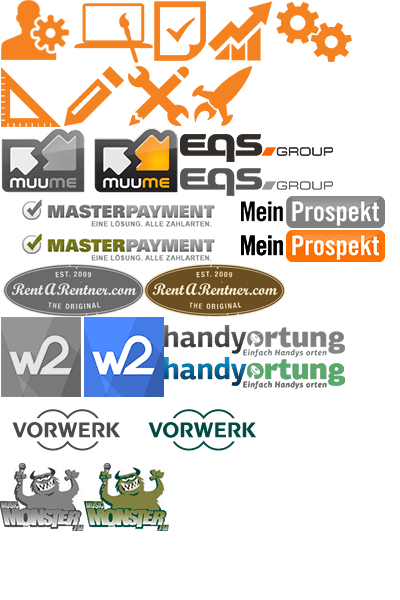 MUUME MUUME
EQS GROUP
EQS GROUP
MASTERPAYMENT
EINE LÖSUNG. ALLE ZAHLARTEN.
Mein Prospekt
MASTERPAYMENT
EINE LÖSUNG. ALLE ZAHLARTEN.
Mein Prospekt
EST. 2009
RentARentner.com
THE ORIGINAL
EST. 2009
RentARentner.com
THE ORIGINAL
w2 w2
handyortung
Einfach Handys orten
handyortung
Einfach Handys orten
VORWERK VORWERK
MUSIC
MONSTER
MUSIC
MONSTER